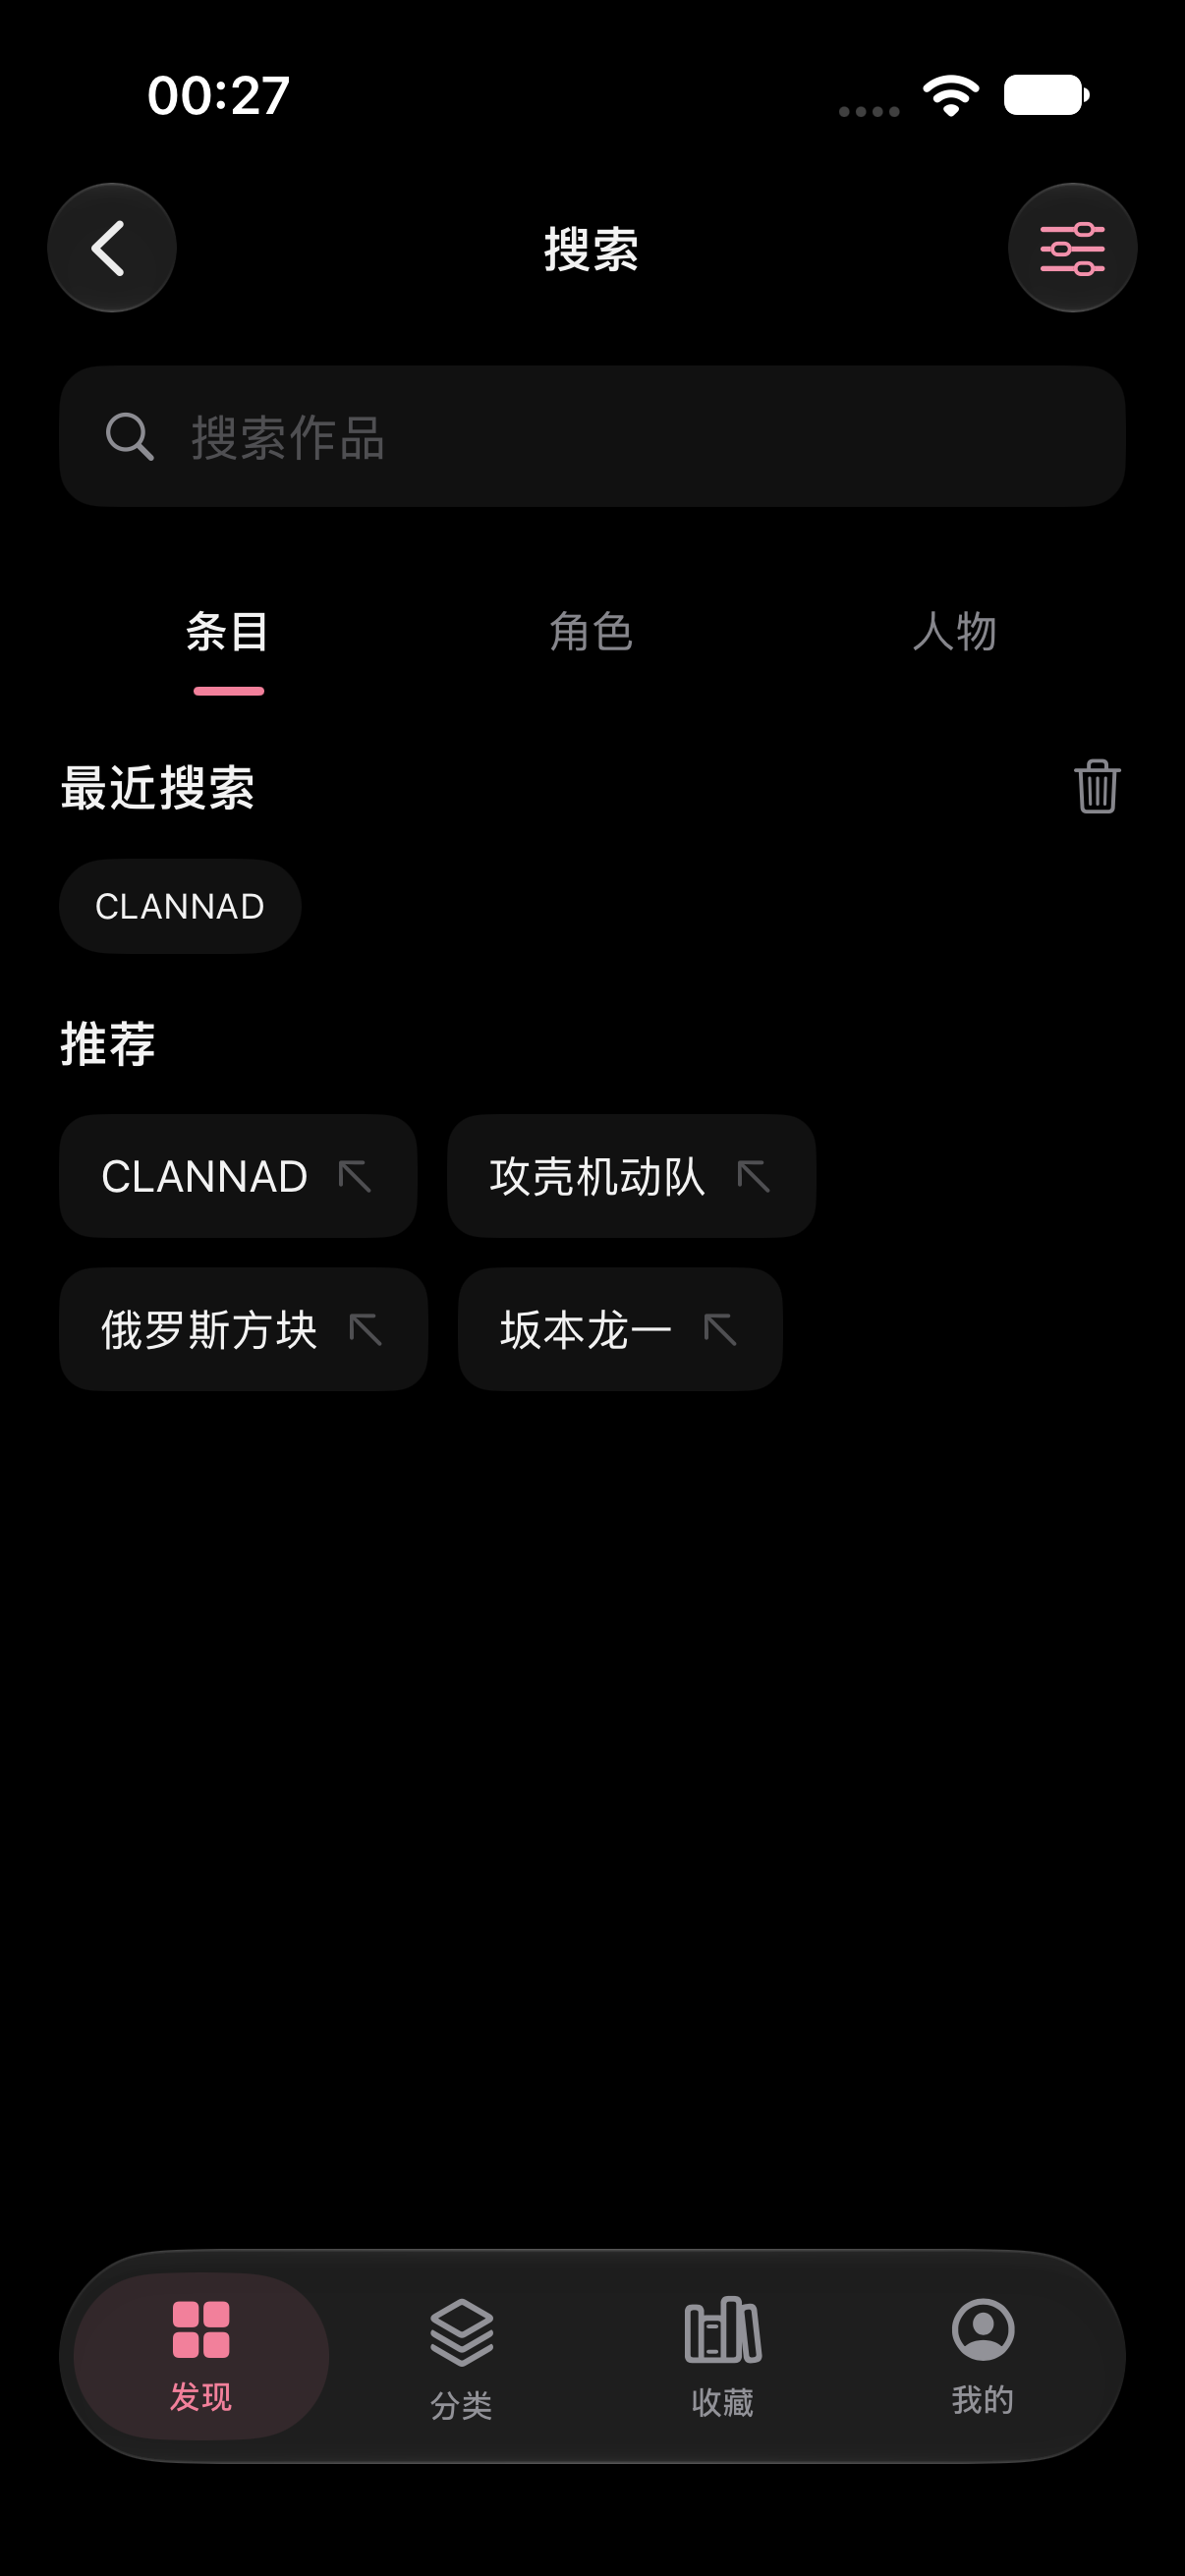 00:27
搜索
搜索作品
条目 角色 人物
最近搜索
CLANNAD
推荐
CLANNAD 攻壳机动队
俄罗斯方块 坂本龙一
发现 分类 收藏 我的